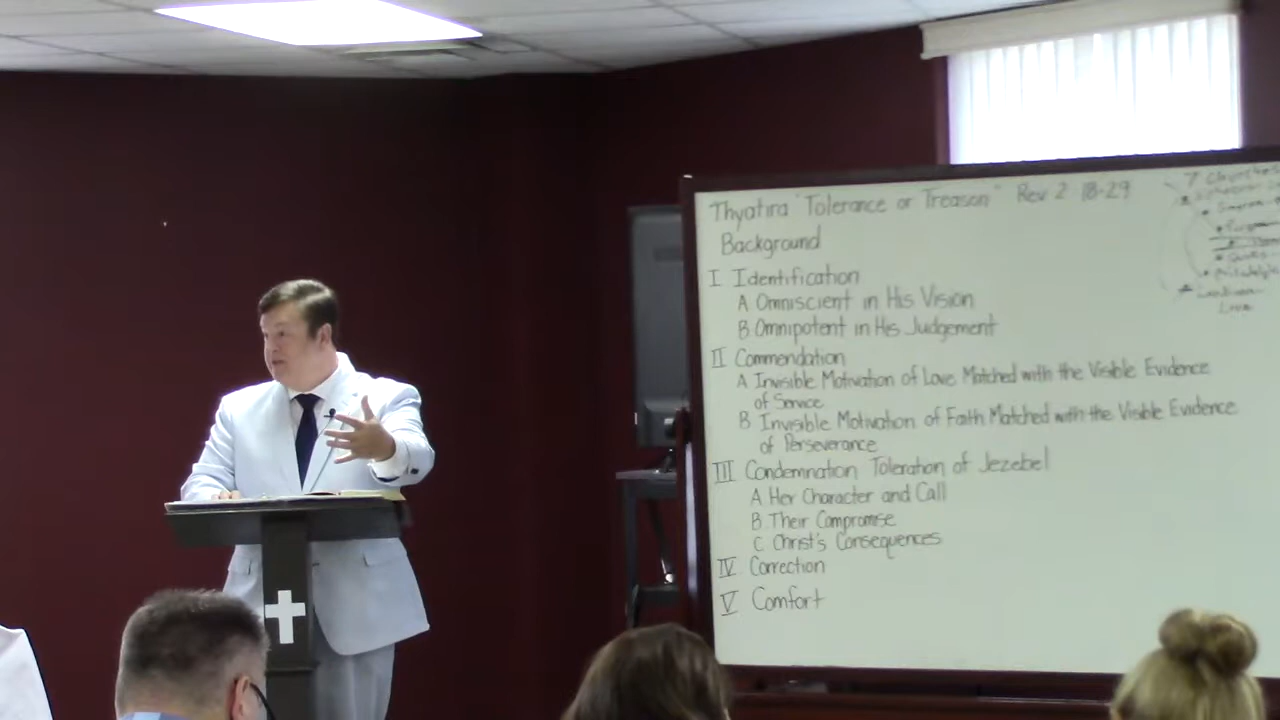 Thyatira "Tolerance or Treason" Rev 2 18-29
Background
I Identification
A Omniscient in His Vision
B Omnipotent in His Judgement
II Commendation
A Invisible Motivation of Love Matched with the Visible Evidence
of Service
B Invisible Motivation of Faith Matched with the Visible Evidence
of Perseverance
III Condemnation Toleration of Jezebel
A Her Character and Call
B Their Compromise
C Christ's Consequences
IV Correction
V Comfort
7 Churches